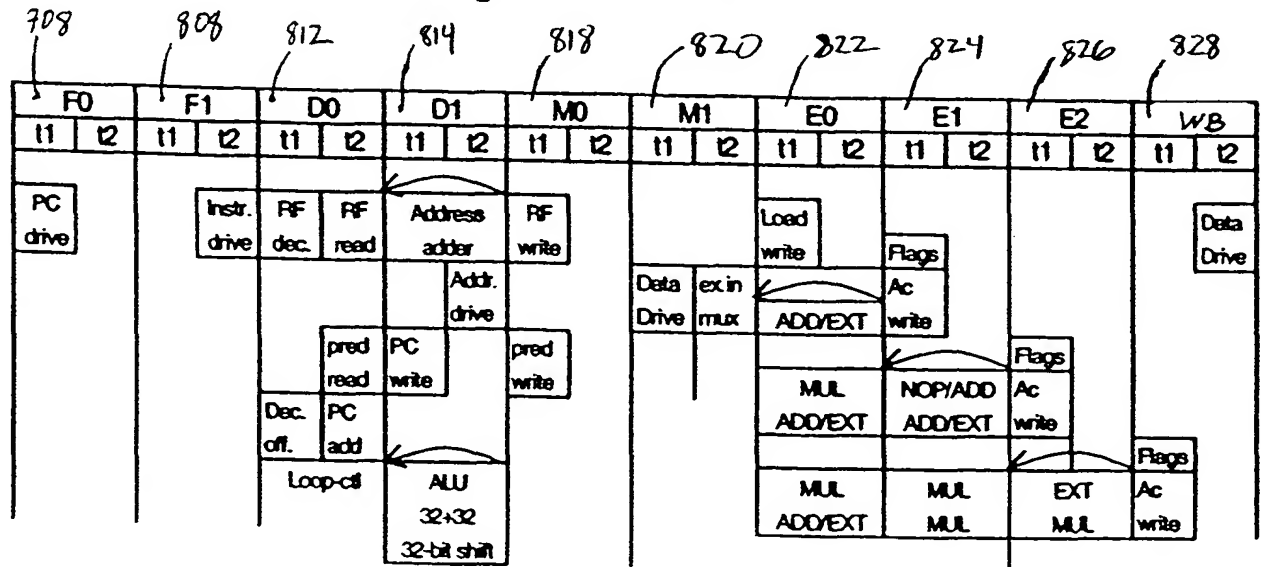 708 808 812 814 818 820 822 824 826 828
F0 F1 D0 D1 M0 M1 E0 E1 E2 WB
t1 t2 t1 t2 t1 t2 t1 t2 t1 t2 t1 t2 t1 t2 t1 t2 t1 t2 t1 t2
PC Instr. RF RF Address RF Load Data
drive drive dec. read adder write write Flags Drive
Addr. Data ex.in Ac
drive Drive mux ADD/EXT write
pred PC pred Flags
read write write MUL NOP/ADD Ac
Dec. PC ADD/EXT ADD/EXT write
off. add Flags
Loop-ctl ALU MUL MUL EXT Ac
32+32 ADD/EXT MUL MUL write
32-bit shift